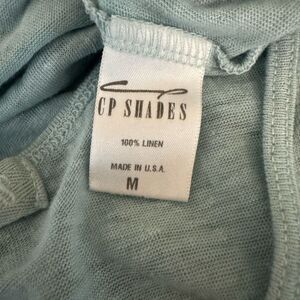 CP SHADES
100% LINEN
MADE IN U.S.A.
M